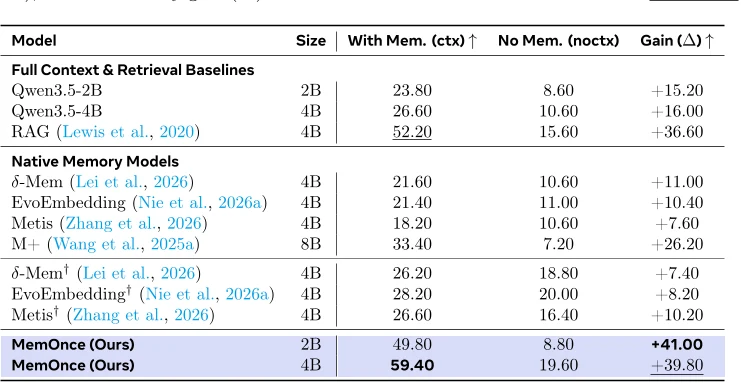 Model Size With Mem. (ctx) ↑ No Mem. (noctx) Gain (Δ) ↑
Full Context & Retrieval Baselines
Qwen3.5-2B 2B 23.80 8.60 +15.20
Qwen3.5-4B 4B 26.60 10.60 +16.00
RAG (Lewis et al., 2020) 4B 52.20 15.60 +36.60
Native Memory Models
δ-Mem (Lei et al., 2026) 4B 21.60 10.60 +11.00
EvoEmbedding (Nie et al., 2026a) 4B 21.40 11.00 +10.40
Metis (Zhang et al., 2026) 4B 18.20 10.60 +7.60
M+ (Wang et al., 2025a) 8B 33.40 7.20 +26.20
δ-Mem† (Lei et al., 2026) 4B 26.20 18.80 +7.40
EvoEmbedding† (Nie et al., 2026a) 4B 28.20 20.00 +8.20
Metis† (Zhang et al., 2026) 4B 26.60 16.40 +10.20
MemOnce (Ours) 2B 49.80 8.80 +41.00
MemOnce (Ours) 4B 59.40 19.60 +39.80